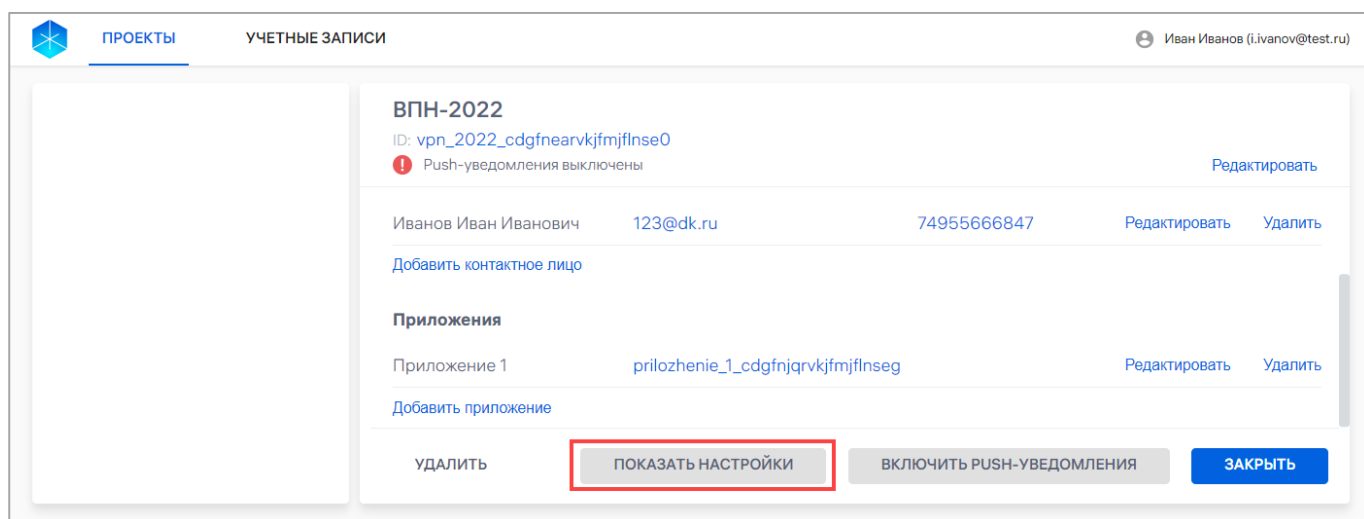 ПРОЕКТЫ УЧЕТНЫЕ ЗАПИСИ Иван Иванов (i.ivanov@test.ru)
ВПН-2022
ID: vpn_2022_cdgfnearvkjfmjflnse0
Push-уведомления выключены Редактировать
Иванов Иван Иванович 123@dk.ru 74955666847 Редактировать Удалить
Добавить контактное лицо
Приложения
Приложение 1 prilozhenie_1_cdgfnjqrvkjfmjflnseg Редактировать Удалить
Добавить приложение
УДАЛИТЬ ПОКАЗАТЬ НАСТРОЙКИ ВКЛЮЧИТЬ PUSH-УВЕДОМЛЕНИЯ ЗАКРЫТЬ